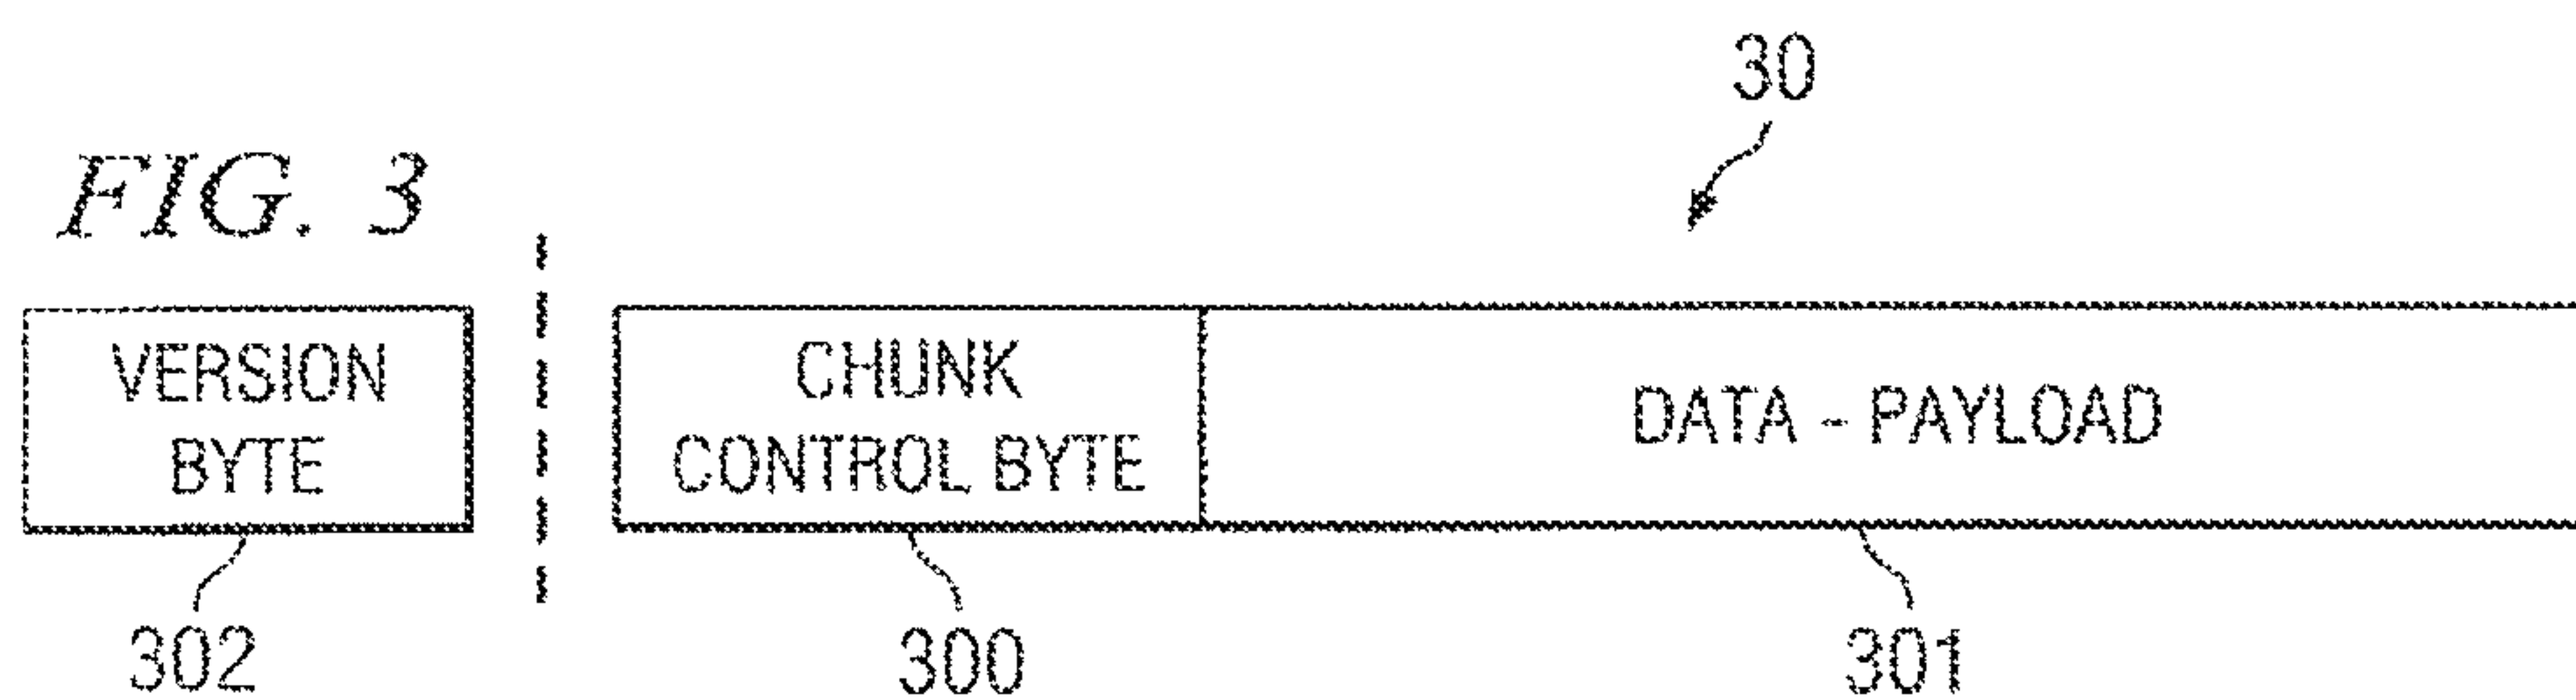 30
FIG. 3
VERSION
BYTE
CHUNK
CONTROL BYTE
DATA - PAYLOAD
302
300
301